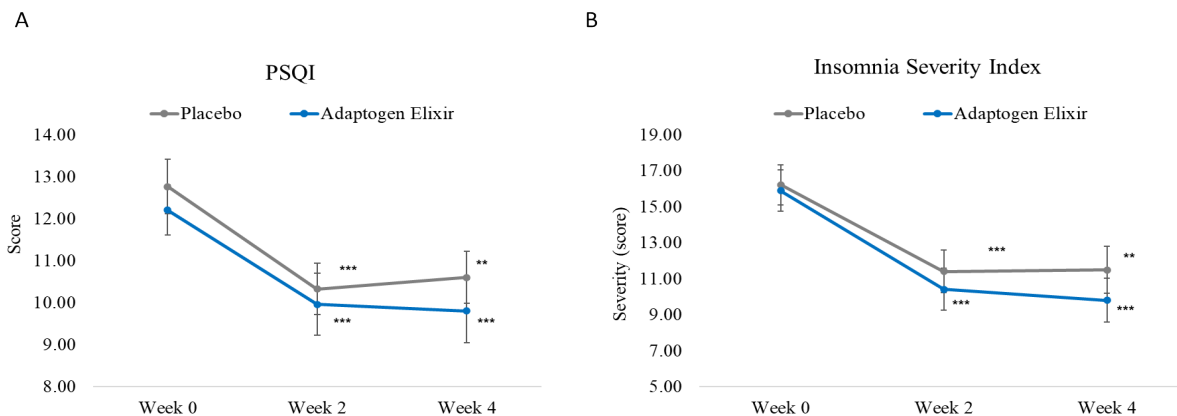 A
PSQI
Placebo
Adaptogen Elixir
14.00
13.00
12.00
11.00
10.00
9.00
8.00
Score
***
**
***
***
Week 0
Week 2
Week 4
B
Insomnia Severity Index
Placebo
Adaptogen Elixir
19.00
17.00
15.00
13.00
11.00
9.00
7.00
5.00
Severity (score)
***
**
***
***
Week 0
Week 2
Week 4